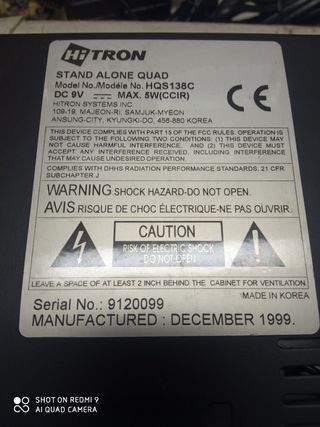 HiTRON
STAND ALONE QUAD
Model No./Modéle No. HQS138C
DC 9V MAX. 5W(CCIR)
HITRON SYSTEMS INC
109-19, MAJEON-RI, SAMJUK-MYEON
ANSUNG-CITY, KYUNGKI-DO, 456-880 KOREA
THIS DEVICE COMPLIES WITH PART 15 OF THE FCC RULES. OPERATION IS
SUBJECT TO THE FOLLOWING TWO CONDITIONS: (1) THIS DEVICE MAY
NOT CAUSE HARMFUL INTERFERENCE. AND (2) THIS DEVICE MUST
ACCEPT ANY INTERFERENCE RECEIVED, INCLUDING INTERFERENCE
THAT MAY CAUSE UNDESIRED OPERATION.
COMPLIES WITH DHHS RADIATION PERFORMANCE STANDARDS, 21 CFR
SUBCHAPTER J
WARNING SHOCK HAZARD-DO NOT OPEN.
AVIS RISQUE DE CHOC ÉLECTRIQUE-NE PAS OUVRIR.
CAUTION
RISK OF ELECTRIC SHOCK
DO NOT OPEN
LEAVE A SPACE OF AT LEAST 2 INCH BEHIND THE CABINET FOR VENTILATION.
MADE IN KOREA
Serial No.: 9120099
MANUFACTURED : DECEMBER 1999.
SHOT ON REDMI 9
AI QUAD CAMERA